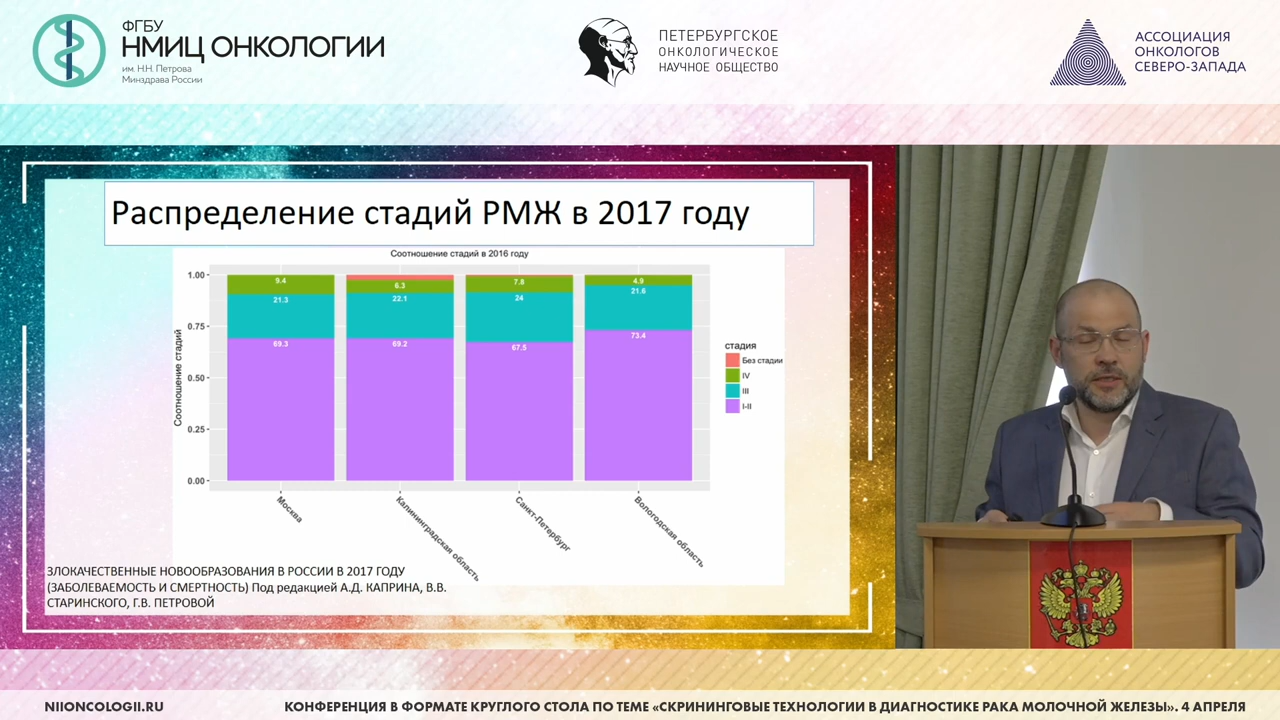 ФГБУ
НМИЦ ОНКОЛОГИИ
им. Н.Н. Петрова
Минздрава России
ПЕТЕРБУРГСКОЕ
ОНКОЛОГИЧЕСКОЕ
НАУЧНОЕ ОБЩЕСТВО
АССОЦИАЦИЯ
ОНКОЛОГОВ
СЕВЕРО-ЗАПАДА
Распределение стадий РМЖ в 2017 году
Соотношение стадий в 2016 году
Соотношение стадий
1.00
0.75
0.50
0.25
0.00
9.4
21.3
69.3
6.3
22.1
69.2
7.8
24
67.5
4.9
21.6
73.4
Москва
Калининградская область
Санкт-Петербург
Вологодская область
стадия
Без стадии
IV
III
I-II
ЗЛОКАЧЕСТВЕННЫЕ НОВООБРАЗОВАНИЯ В РОССИИ В 2017 ГОДУ
(ЗАБОЛЕВАЕМОСТЬ И СМЕРТНОСТЬ) Под редакцией А.Д. КАПРИНА, В.В.
СТАРИНСКОГО, Г.В. ПЕТРОВОЙ
NIIONCOLOGII.RU
КОНФЕРЕНЦИЯ В ФОРМАТЕ КРУГЛОГО СТОЛА ПО ТЕМЕ «СКРИНИНГОВЫЕ ТЕХНОЛОГИИ В ДИАГНОСТИКЕ РАКА МОЛОЧНОЙ ЖЕЛЕЗЫ». 4 АПРЕЛЯ